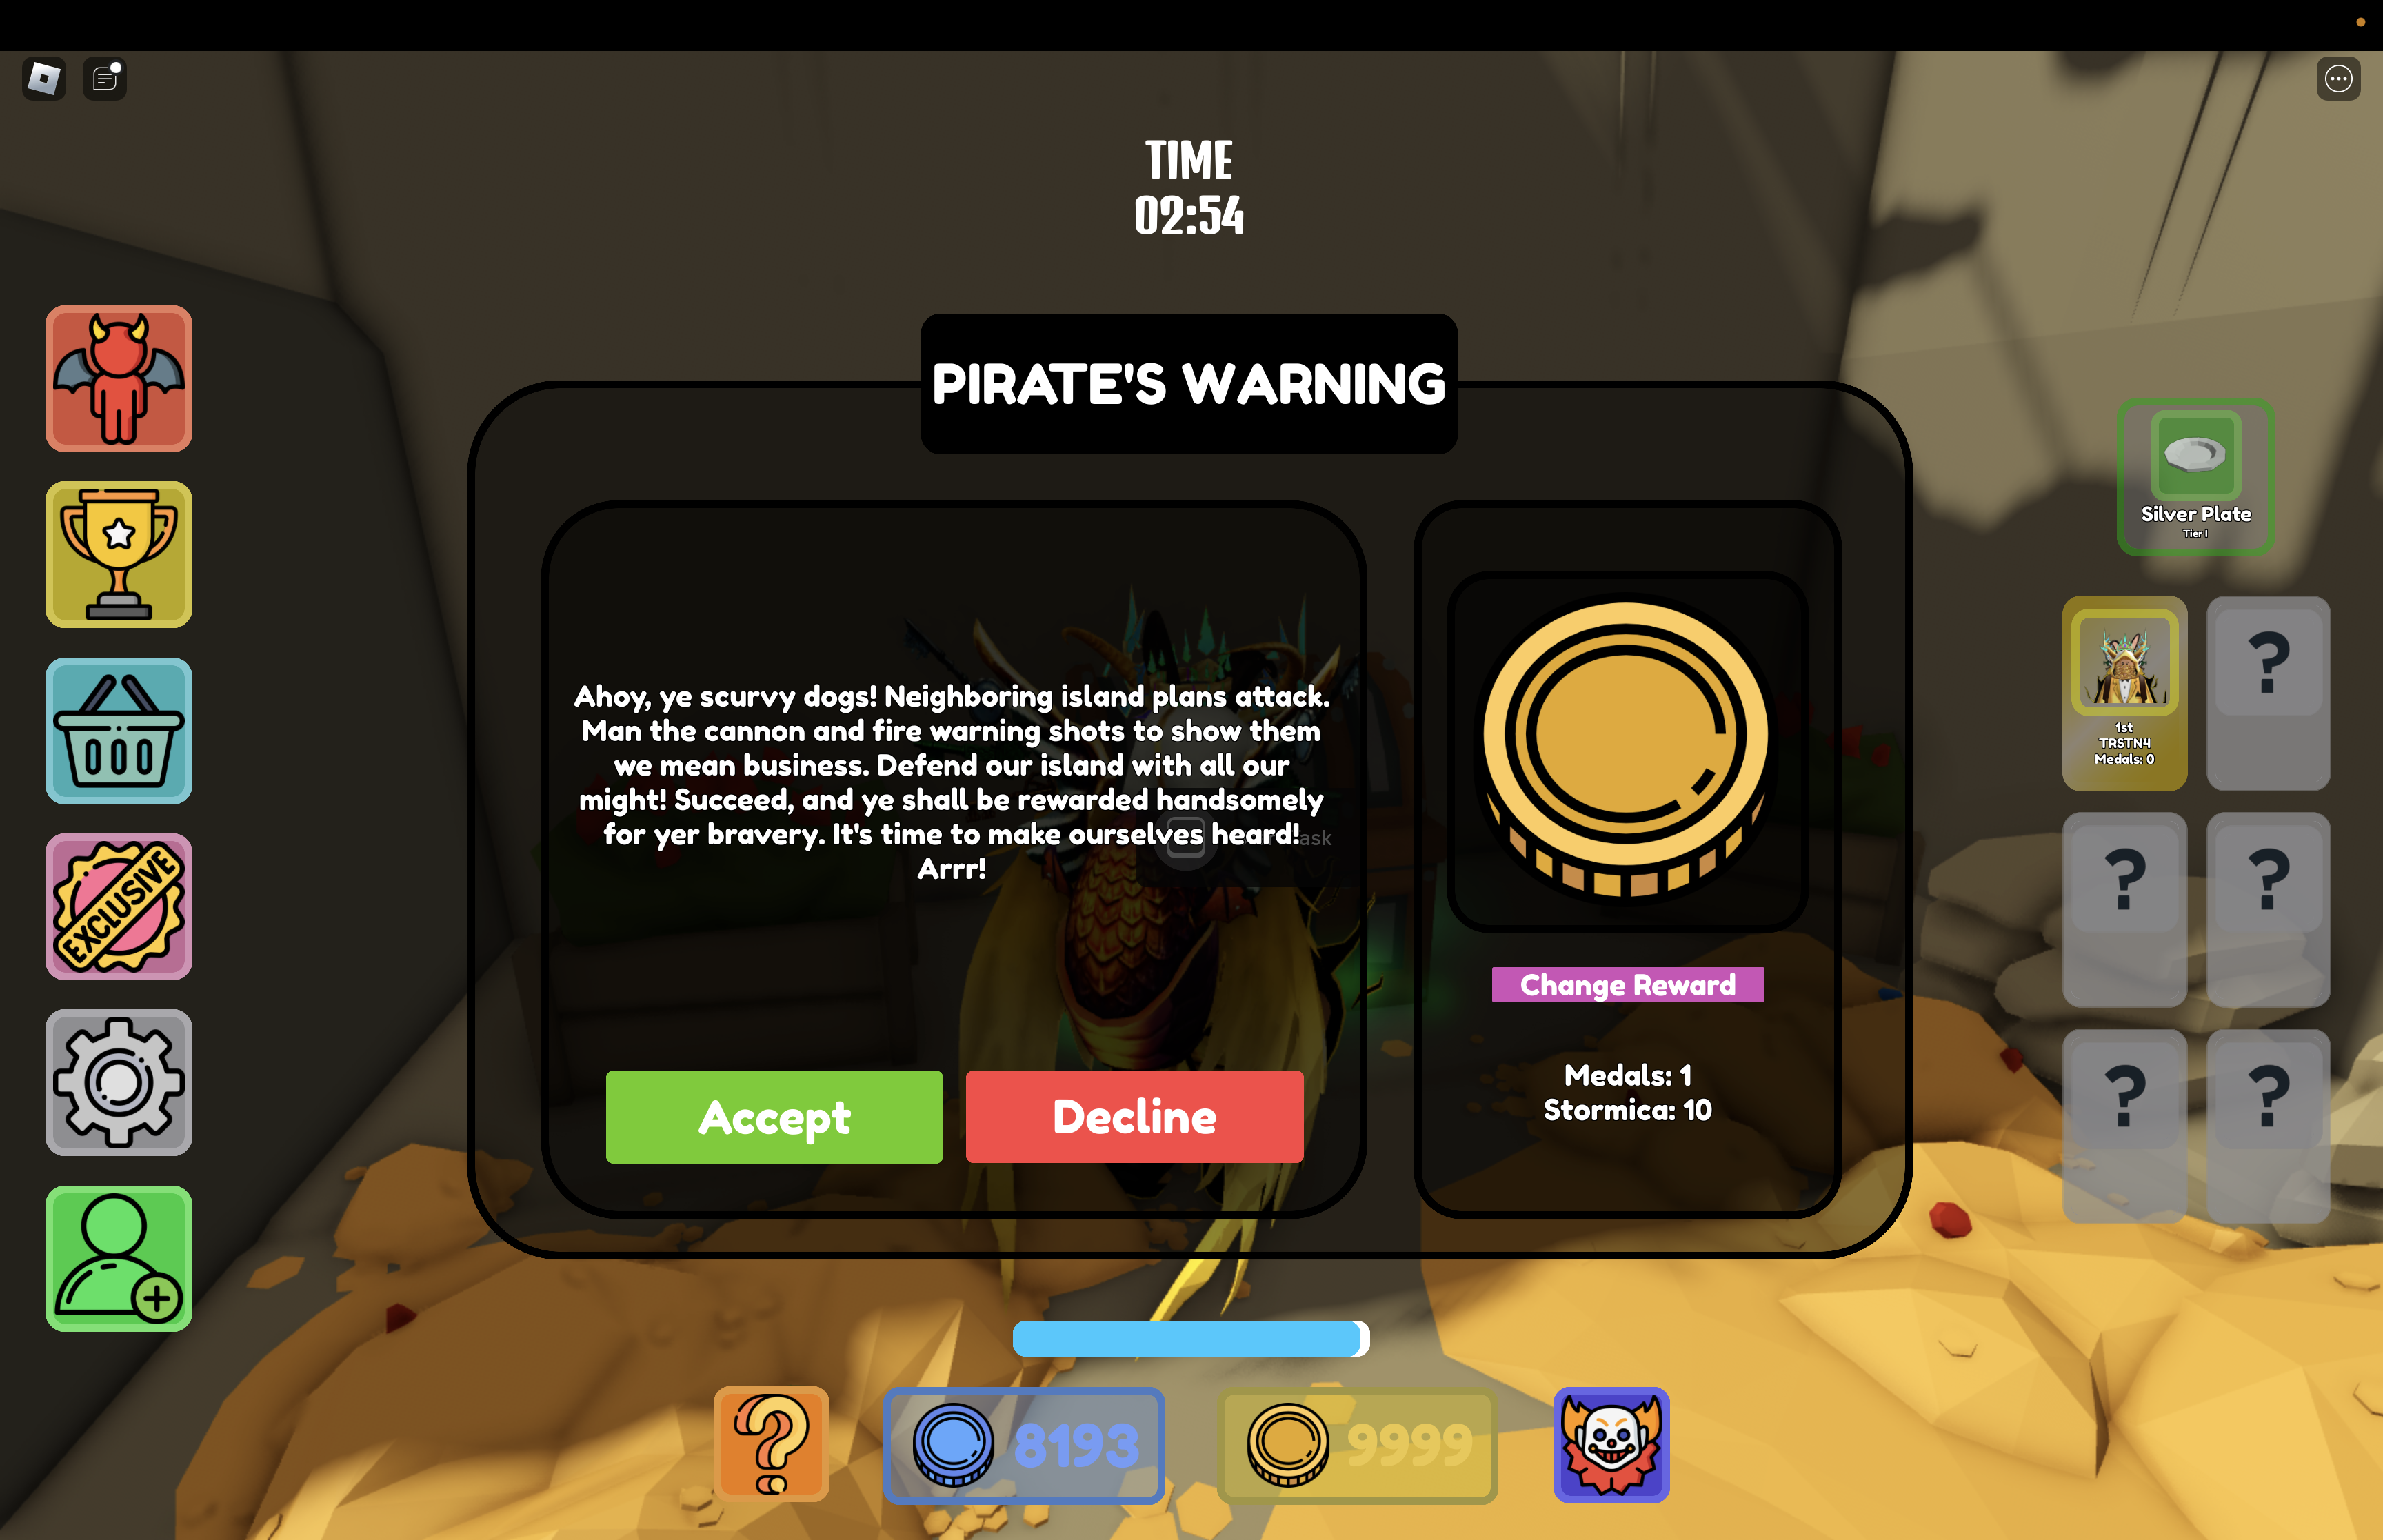 TIME
02:54
PIRATE'S WARNING
Ahoy, ye scurvy dogs! Neighboring island plans attack.
Man the cannon and fire warning shots to show them
we mean business. Defend our island with all our
might! Succeed, and ye shall be rewarded handsomely
for yer bravery. It's time to make ourselves heard!
Arrr!
Accept
Decline
Change Reward
Medals: 1
Stormica: 10
Silver Plate
Tier I
1st
TRSTN4
Medals: 0
?
?
?
?
?
EXCLUSIVE
8193
9999